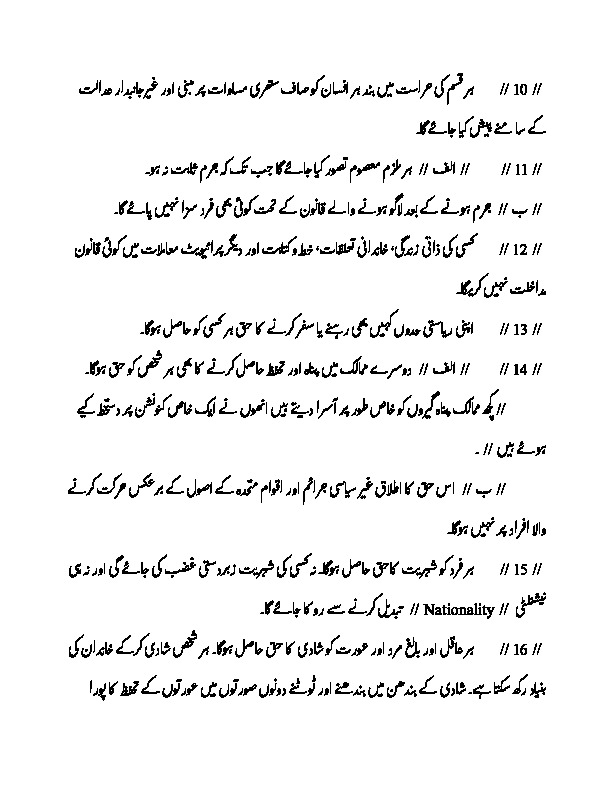 // 10 // ہر قسم کی حراست میں بند ہر انسان کو صاف ستھری مساوات پر مبنی اور غیر جانبدار عدالت
کے سامنے پیش کیا جائے گا۔
// 11 // // الف // ہر ملزم معصوم تصور کیا جائے گا جب تک کہ جرم ثابت نہ ہو۔
// ب // جرم ہونے کے بعد لاگو ہونے والے قانون کے تحت کوئی بھی فرد سزا نہیں پائے گا۔
// 12 // کسی کی ذاتی زندگی، خاندانی تعلقات، خط و کتابت اور دیگر پرائیویٹ معاملات میں کوئی قانون
مداخلت نہیں کریگا۔
// 13 // اپنی ریاستی حدوں کہیں بھی رہنے یا سفر کرنے کا حق ہر کسی کو حاصل ہوگا۔
// 14 // // الف // دوسرے ممالک میں پناہ اور تحفظ حاصل کرنے کا بھی ہر شخص کو حق ہوگا۔
// کچھ ممالک پناہ گیروں کو خاص طور پر آسرا دیتے ہیں انھوں نے ایک خاص کنونشن پر دستخط کیے
ہوئے ہیں // ۔
// ب // اس حق کا اطلاق غیر سیاسی جرائم اور اقوام متحدہ کے اصول کے برعکس حرکت کرنے
والا افراد پر نہیں ہوگا۔
// 15 // ہر فرد کو شہریت کا حق حاصل ہوگا۔ نہ کسی کی شہریت زبردستی غضب کی جائے گی اور نہ ہی
نیشنلٹی // Nationality // تبدیل کرنے سے روکا جائے گا۔
// 16 // ہر عاقل اور بالغ مرد اور عورت کو شادی کا حق حاصل ہوگا۔ ہر شخص شادی کرکے خاندان کی
بنیاد رکھ سکتا ہے۔ شادی کے بندھن میں بندھنے اور ٹوٹنے دونوں صورتوں میں عورتوں کے تحفظ کا پورا